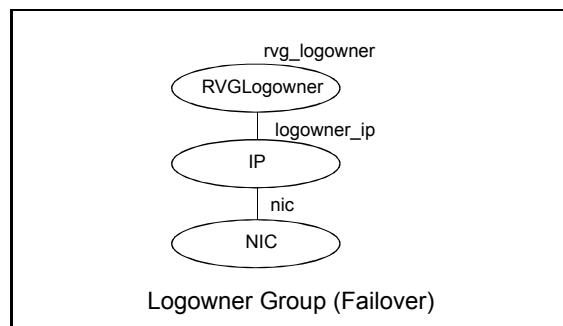 rvg_logowner
RVGLogowner
logowner_ip
IP
nic
NIC
Logowner Group (Failover)